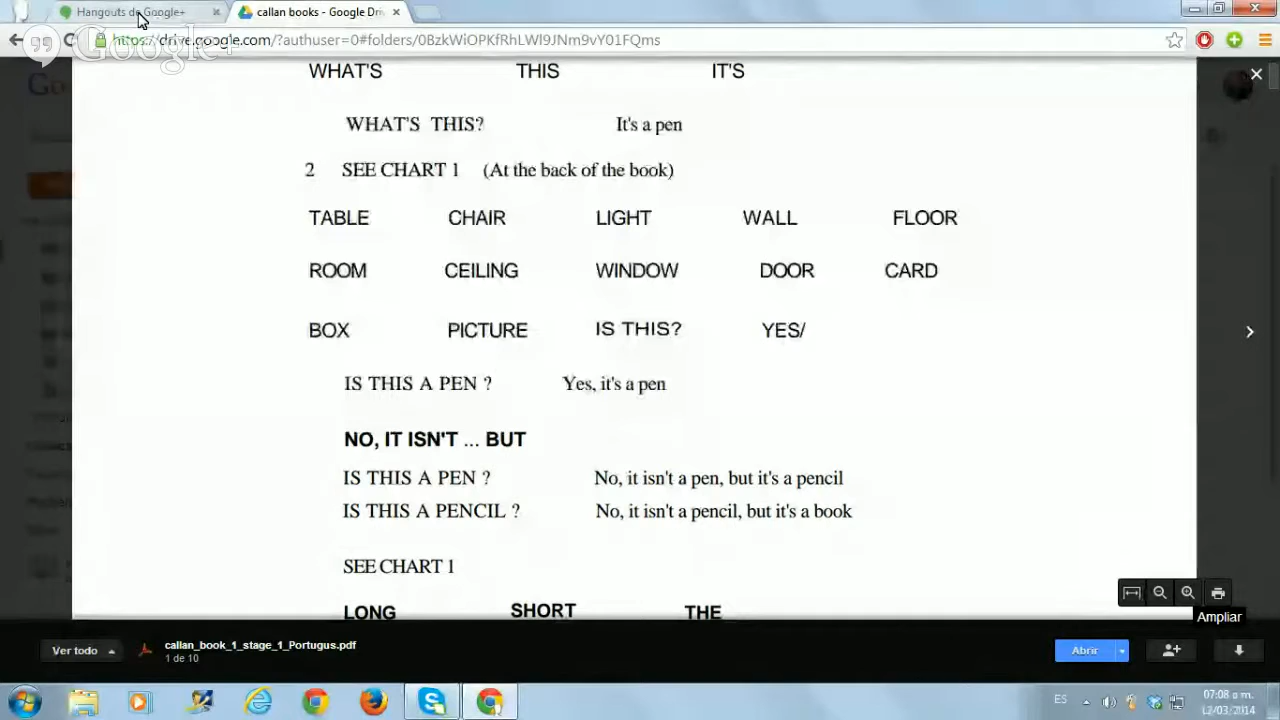 Hangouts de Google+
callan books - Google Dri
Google+
https://drive.google.com/?authuser=0#folders/0BzkWiOPKfRhLWl9JNm9vY01FQms
WHAT'S THIS IT'S
WHAT'S THIS? It's a pen
2 SEE CHART 1 (At the back of the book)
TABLE CHAIR LIGHT WALL FLOOR
ROOM CEILING WINDOW DOOR CARD
BOX PICTURE IS THIS? YES/
IS THIS A PEN ? Yes, it's a pen
NO, IT ISN'T ... BUT
IS THIS A PEN ? No, it isn't a pen, but it's a pencil
IS THIS A PENCIL ? No, it isn't a pencil, but it's a book
SEE CHART 1
LONG SHORT THE
Ampliar
Ver todo
callan_book_1_stage_1_Portugus.pdf
1 de 10
Abrir
ES
07:08 p.m.
12/03/2014